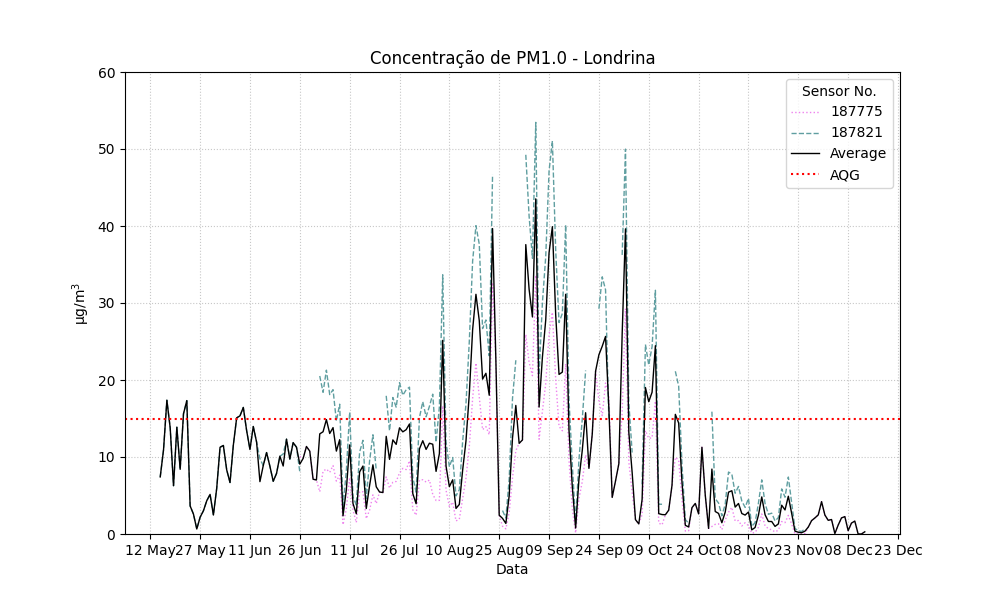 Concentração de PM1.0 - Londrina
Sensor No.
187775
187821
Average
AQG
60
50
40
30
20
10
0
µg/m³
12 May 27 May 11 Jun 26 Jun 11 Jul 26 Jul 10 Aug 25 Aug 09 Sep 24 Sep 09 Oct 24 Oct 08 Nov 23 Nov 08 Dec 23 Dec
Data